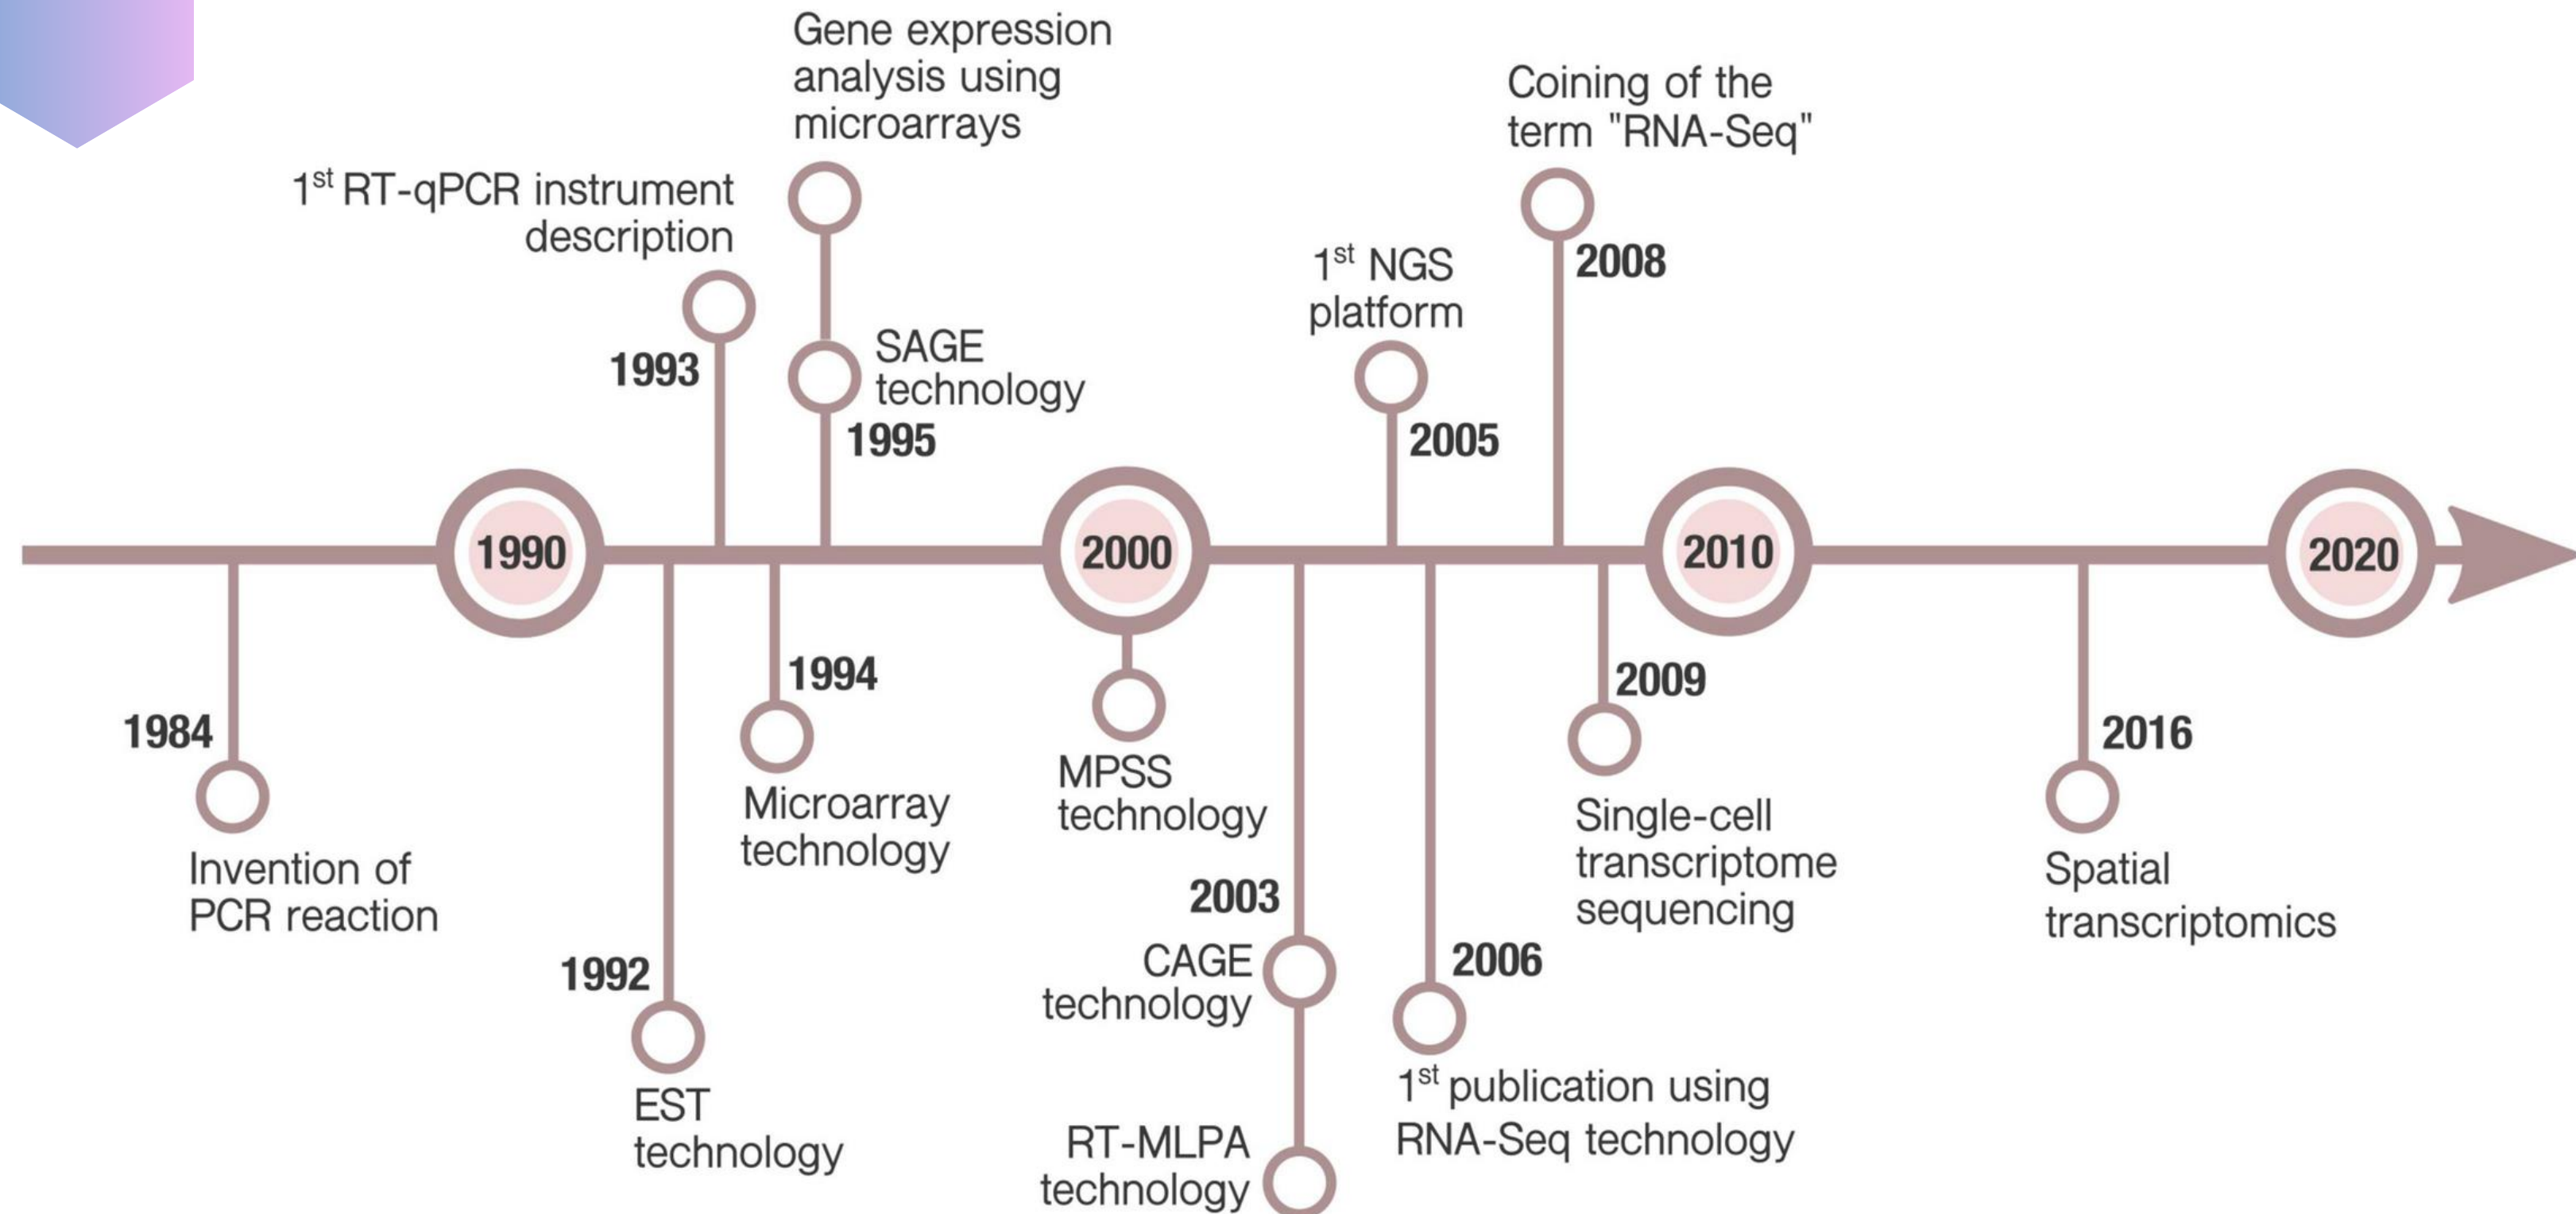 Gene expression
analysis using
microarrays
Coining of the
term "RNA-Seq"
1st RT-qPCR instrument
description
2008
1st NGS
platform
1993
SAGE
technology
1995
2005
1990
2000
2010
2020
1984
Invention of
PCR reaction
1992
EST
technology
1994
Microarray
technology
MPSS
technology
2003
CAGE
technology
RT-MLPA
technology
2006
1st publication using
RNA-Seq technology
2009
Single-cell
transcriptome
sequencing
2016
Spatial
transcriptomics